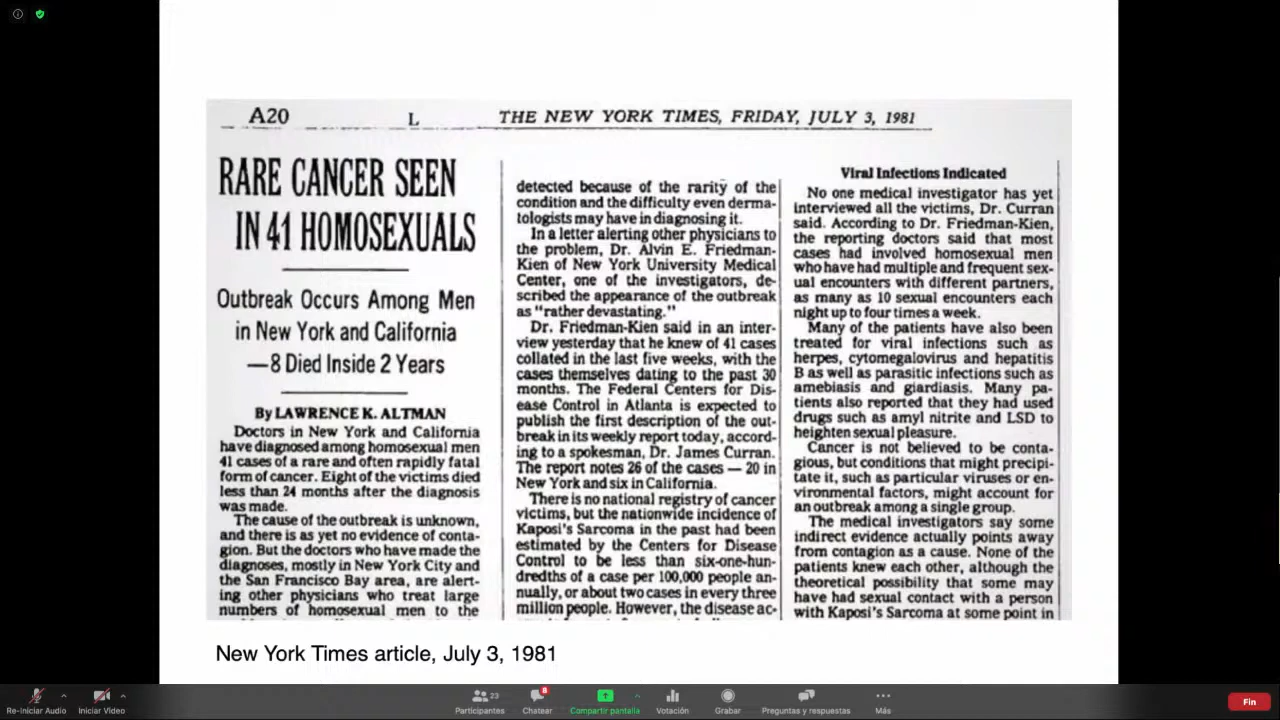 A20
L
THE NEW YORK TIMES, FRIDAY, JULY 3, 1981
RARE CANCER SEEN
IN 41 HOMOSEXUALS
Outbreak Occurs Among Men
in New York and California
—8 Died Inside 2 Years
By LAWRENCE K. ALTMAN
Doctors in New York and California
have diagnosed among homosexual men
41 cases of a rare and often rapidly fatal
form of cancer. Eight of the victims died
less than 24 months after the diagnosis
was made.
The cause of the outbreak is unknown,
and there is as yet no evidence of conta-
gion. But the doctors who have made the
diagnoses, mostly in New York City and
the San Francisco Bay area, are alert-
ing other physicians who treat large
numbers of homosexual men to the
detected because of the rarity of the
condition and the difficulty even derma-
tologists may have in diagnosing it.
In a letter alerting other physicians to
the problem, Dr. Alvin E. Friedman-
Kien of New York University Medical
Center, one of the investigators, de-
scribed the appearance of the outbreak
as "rather devastating."
Dr. Friedman-Kien said in an inter-
view yesterday that he knew of 41 cases
collated in the last five weeks, with the
cases themselves dating to the past 30
months. The Federal Centers for Dis-
ease Control in Atlanta is expected to
publish the first description of the out-
break in its weekly report today, accord-
ing to a spokesman, Dr. James Curran.
The report notes 26 of the cases — 20 in
New York and six in California.
There is no national registry of cancer
victims, but the nationwide incidence of
Kaposi's Sarcoma in the past had been
estimated by the Centers for Disease
Control to be less than six-one-hun-
dredths of a case per 100,000 people an-
nually, or about two cases in every three
million people. However, the disease ac-
Viral Infections Indicated
No one medical investigator has yet
interviewed all the victims, Dr. Curran
said. According to Dr. Friedman-Kien,
the reporting doctors said that most
cases had involved homosexual men
who have had multiple and frequent sex-
ual encounters with different partners,
as many as 10 sexual encounters each
night up to four times a week.
Many of the patients have also been
treated for viral infections such as
herpes, cytomegalovirus and hepatitis
B as well as parasitic infections such as
amebiasis and giardiasis. Many pa-
tients also reported that they had used
drugs such as amyl nitrite and LSD to
heighten sexual pleasure.
Cancer is not believed to be conta-
gious, but conditions that might precipi-
tate it, such as particular viruses or en-
vironmental factors, might account for
an outbreak among a single group.
The medical investigators say some
indirect evidence actually points away
from contagion as a cause. None of the
patients knew each other, although the
theoretical possibility that some may
have had sexual contact with a person
with Kaposi's Sarcoma at some point in
New York Times article, July 3, 1981
Re-iniciar Audio
Iniciar Video
Participantes
23
Chatear
8
Compartir pantalla
Votación
Grabar
Preguntas y respuestas
Más
Fin